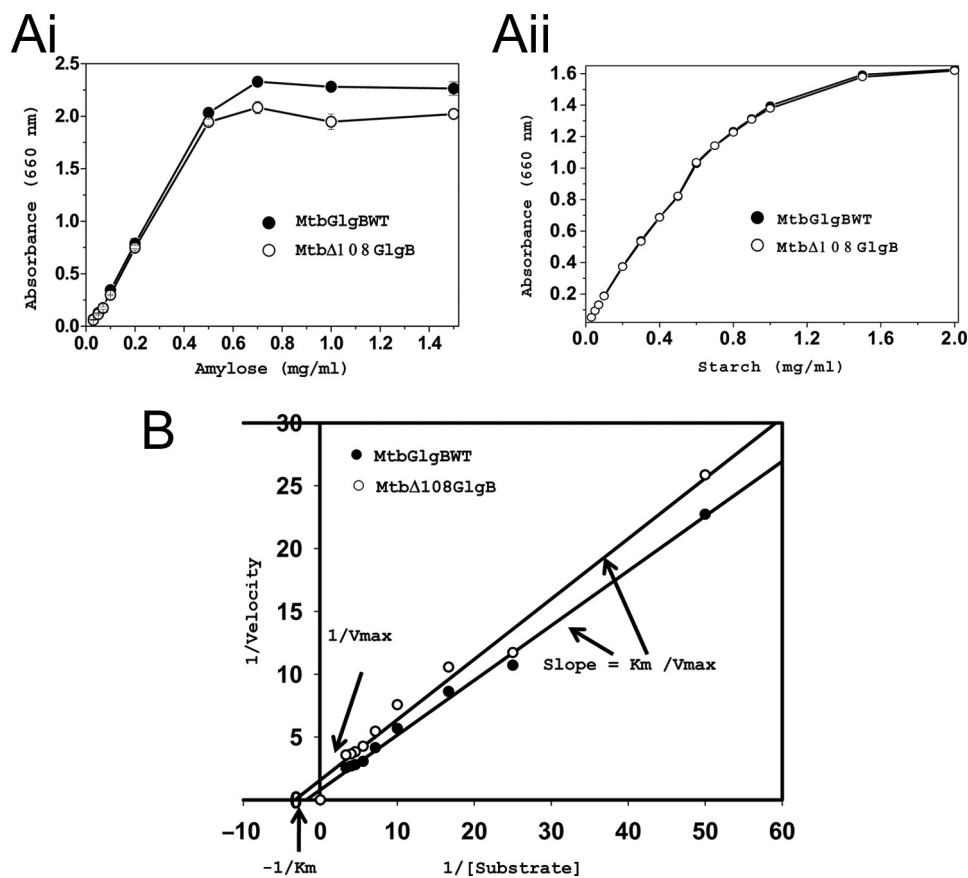 Ai
Aii
2.5
2.0
1.5
1.0
0.5
0.0
0.0 0.2 0.4 0.6 0.8 1.0 1.2 1.4
Absorbance (660 nm)
Amylose (mg/ml)
MtbGlgBWT
MtbΔ108GlgB
1.6
1.4
1.2
1.0
0.8
0.6
0.4
0.2
0.0 0.4 0.8 1.2 1.6 2.0
Absorbance (660 nm)
Starch (mg/ml)
MtbGlgBWT
MtbΔ108GlgB
B
30
25
20
15
10
5
0
−10 0 10 20 30 40 50 60
1/Velocity
MtbGlgBWT
MtbΔ108GlgB
1/Vmax
Slope = Km /Vmax
-1/Km
1/[Substrate]